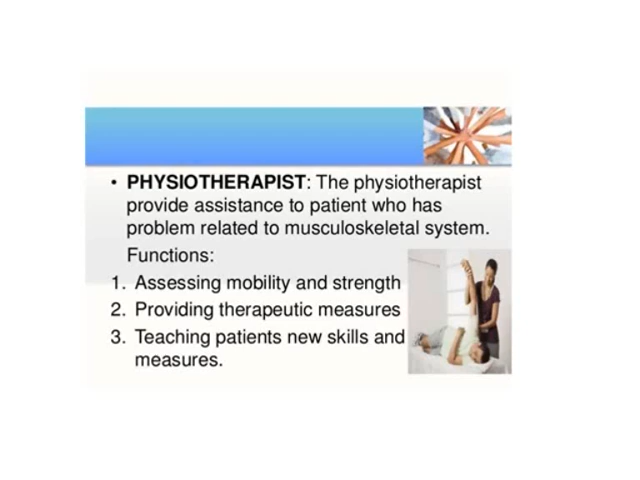 • PHYSIOTHERAPIST: The physiotherapist
provide assistance to patient who has
problem related to musculoskeletal system.
Functions:
1. Assessing mobility and strength
2. Providing therapeutic measures
3. Teaching patients new skills and
measures.